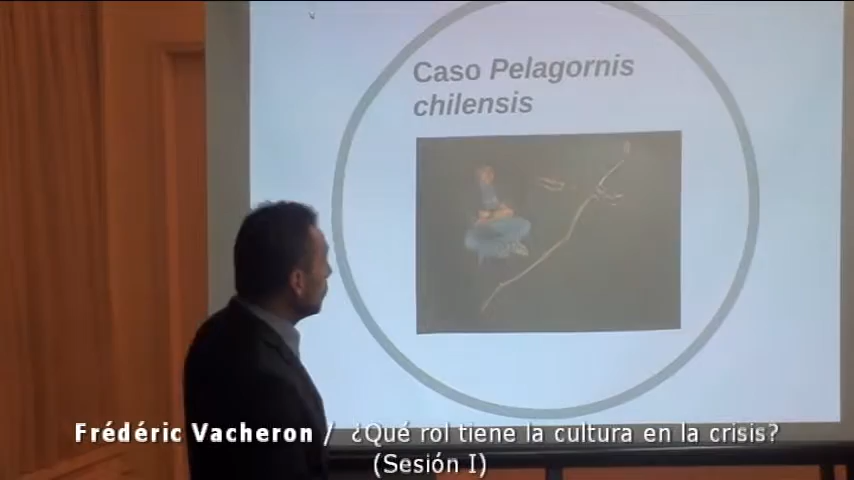 Caso Pelagornis
chilensis
Frédéric Vacheron / ¿Qué rol tiene la cultura en la crisis?
(Sesión I)